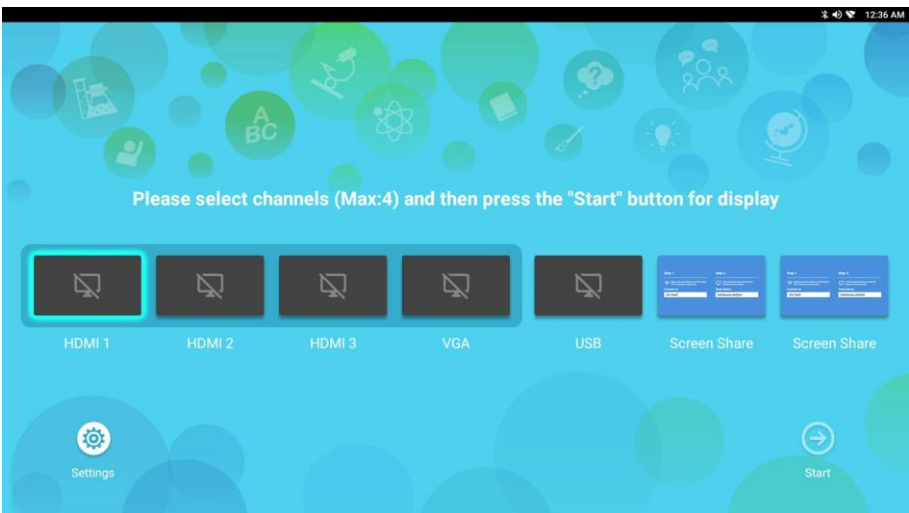 12:36 AM
A
BC
Please select channels (Max:4) and then press the "Start" button for display
HDMI 1 HDMI 2 HDMI 3 VGA USB Screen Share Screen Share
Settings Start